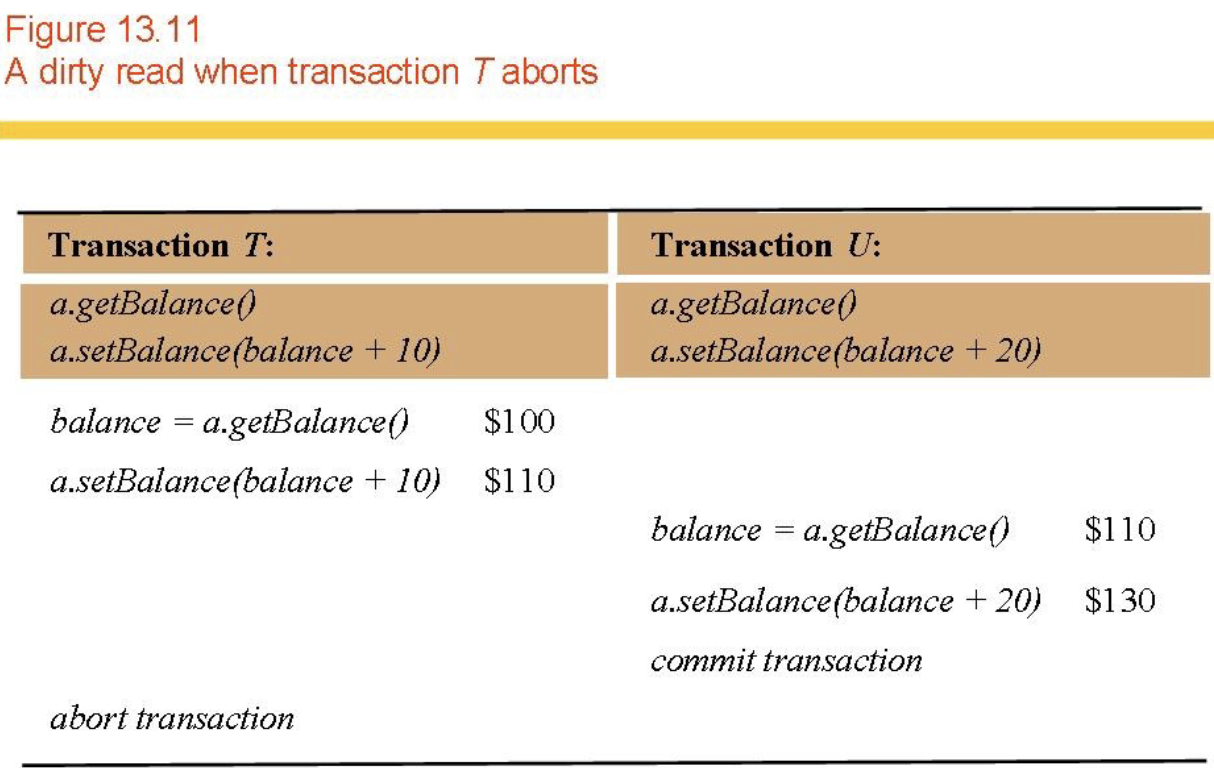 Figure 13.11
A dirty read when transaction T aborts
Transaction T: Transaction U:
a.getBalance() a.getBalance()
a.setBalance(balance + 10) a.setBalance(balance + 20)
balance = a.getBalance() $100
a.setBalance(balance + 10) $110
balance = a.getBalance() $110
a.setBalance(balance + 20) $130
commit transaction
abort transaction